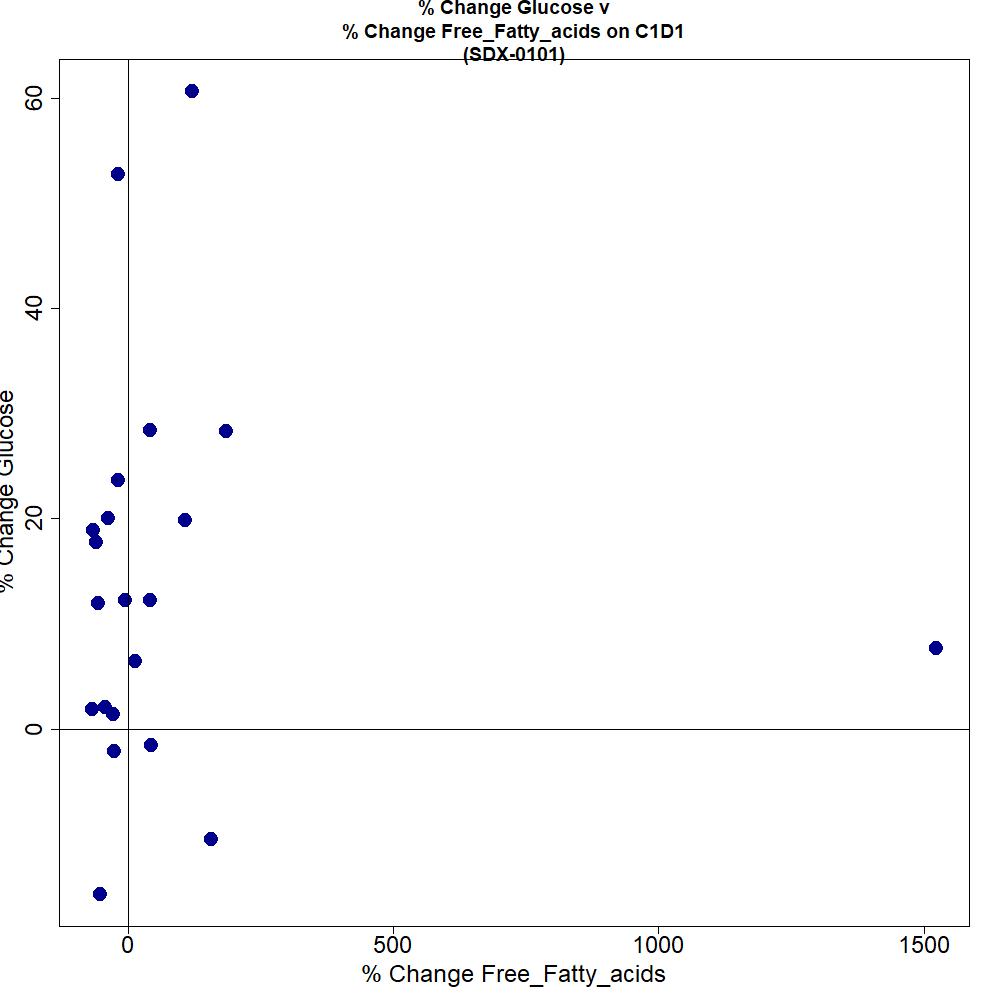 % Change Glucose v
% Change Free_Fatty_acids on C1D1
(SDX-0101)
% Change Glucose
60
40
20
0
0
500
1000
1500
% Change Free_Fatty_acids